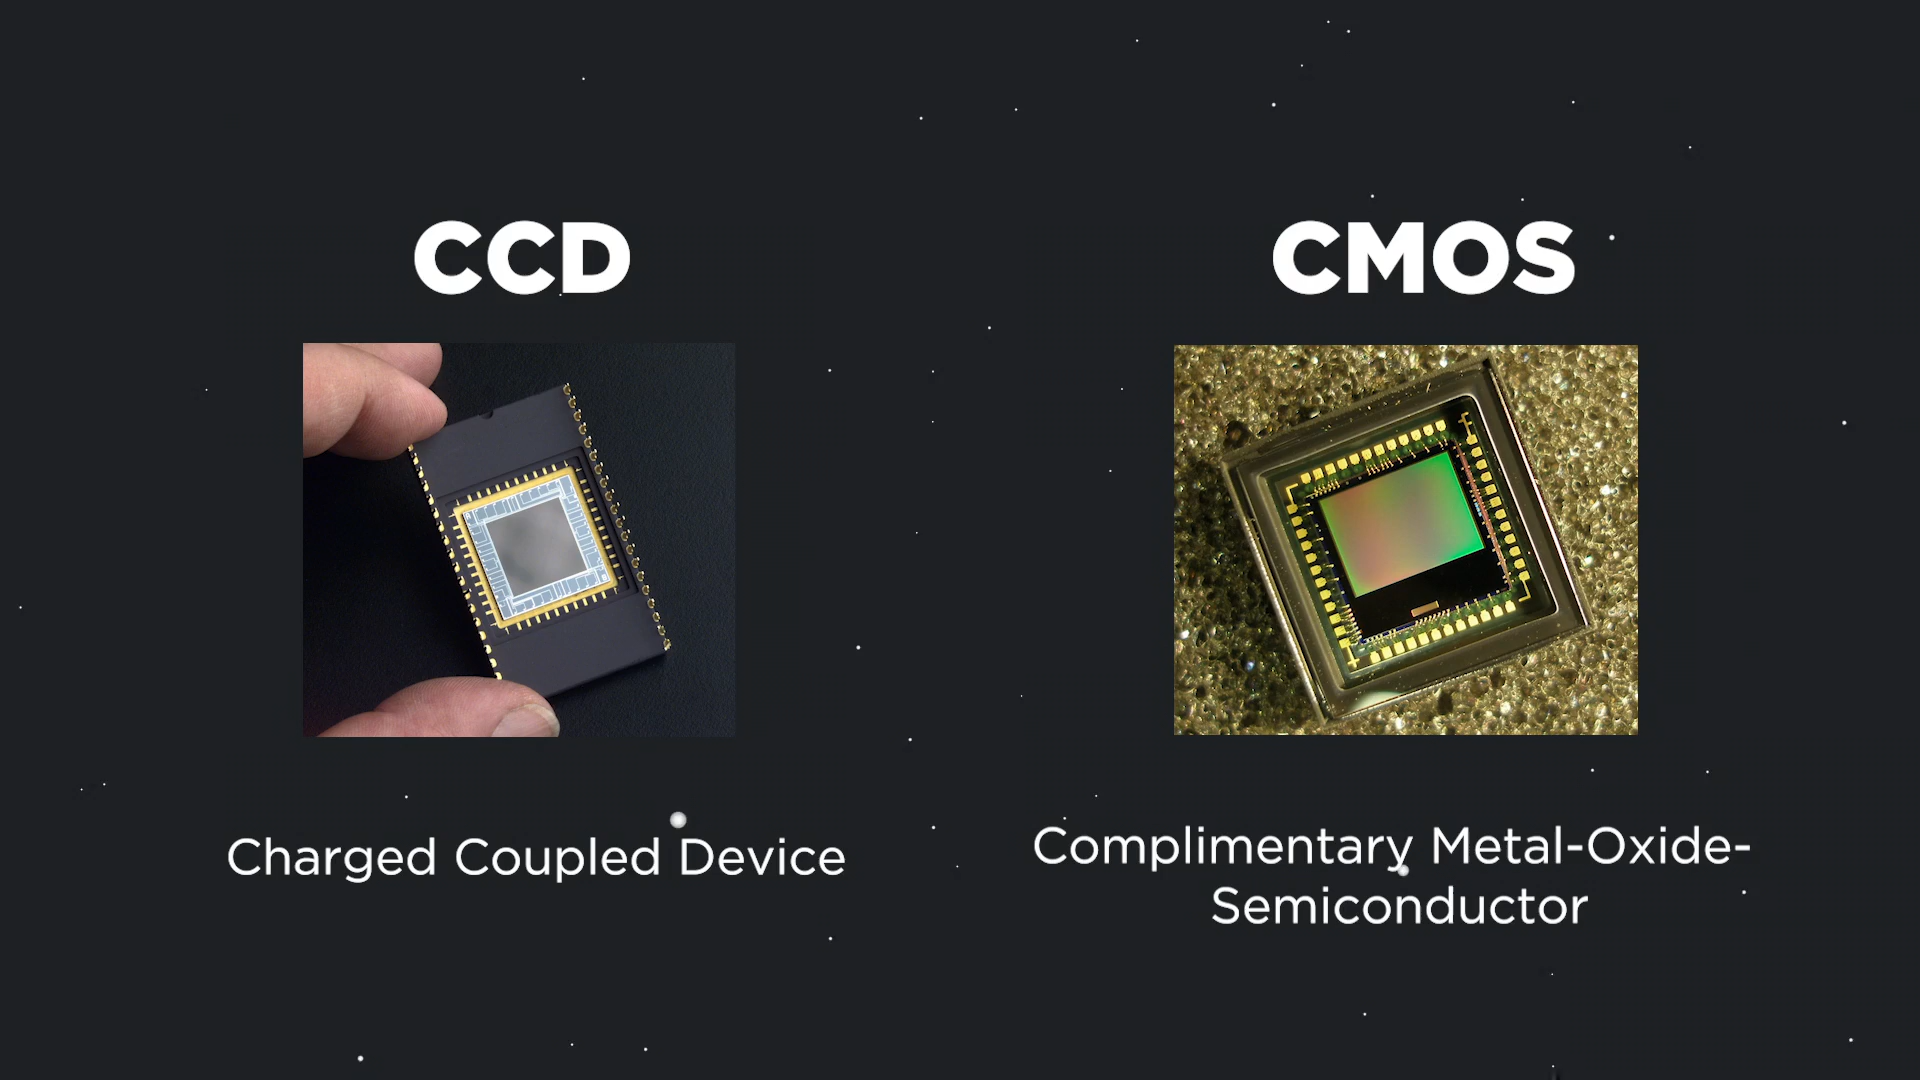 CCD
CMOS
Charged Coupled Device
Complimentary Metal-Oxide-
Semiconductor